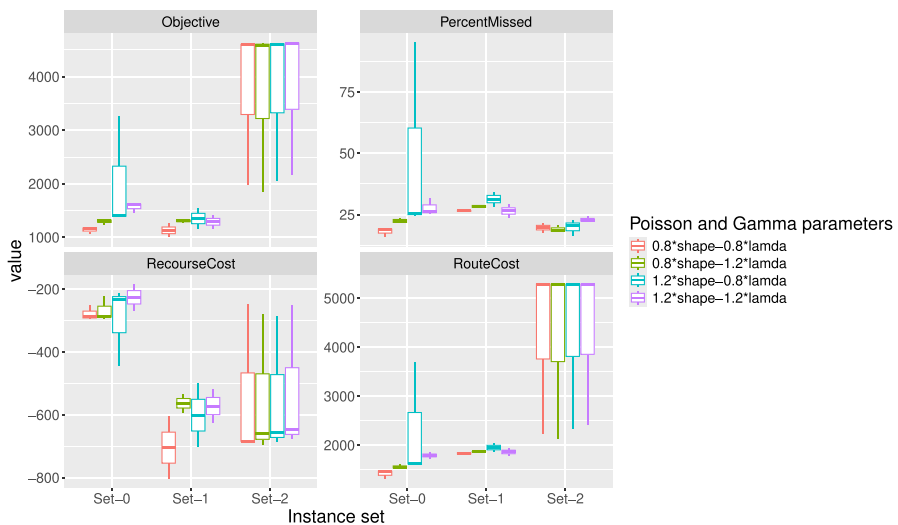 Objective
PercentMissed
4000
3000
2000
1000
75
50
25
value
RecourseCost
RouteCost
−200
−400
−600
−800
5000
4000
3000
2000
Set−0
Set−1
Set−2
Set−0
Set−1
Set−2
Instance set
Poisson and Gamma parameters
0.8*shape−0.8*lamda
0.8*shape−1.2*lamda
1.2*shape−0.8*lamda
1.2*shape−1.2*lamda